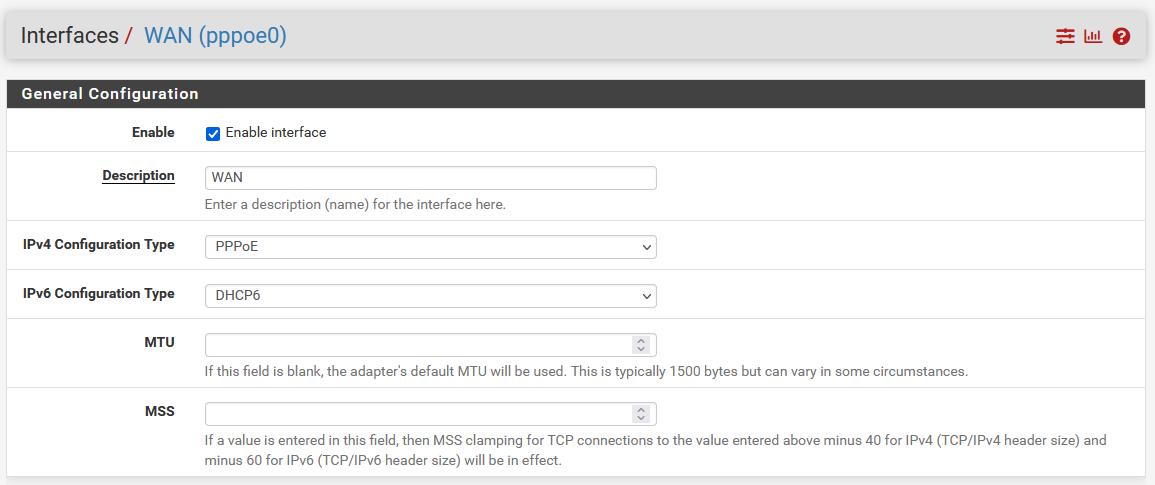 Interfaces / WAN (pppoe0)
General Configuration
Enable Enable interface
Description WAN
Enter a description (name) for the interface here.
IPv4 Configuration Type PPPoE
IPv6 Configuration Type DHCP6
MTU
If this field is blank, the adapter's default MTU will be used. This is typically 1500 bytes but can vary in some circumstances.
MSS
If a value is entered in this field, then MSS clamping for TCP connections to the value entered above minus 40 for IPv4 (TCP/IPv4 header size) and
minus 60 for IPv6 (TCP/IPv6 header size) will be in effect.